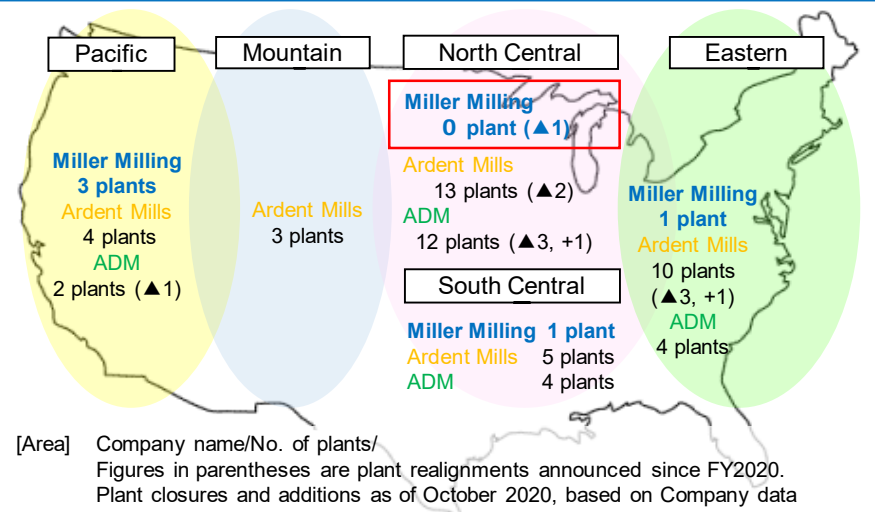 Pacific
Mountain
North Central
Eastern
Miller Milling
3 plants
Ardent Mills
4 plants
ADM
2 plants (▲1)
Ardent Mills
3 plants
Miller Milling
0 plant (▲1)
Ardent Mills
13 plants (▲2)
ADM
12 plants (▲3, +1)
South Central
Miller Milling 1 plant
Ardent Mills 5 plants
ADM 4 plants
Miller Milling
1 plant
Ardent Mills
10 plants
(▲3, +1)
ADM
4 plants
[Area] Company name/No. of plants/
Figures in parentheses are plant realignments announced since FY2020.
Plant closures and additions as of October 2020, based on Company data